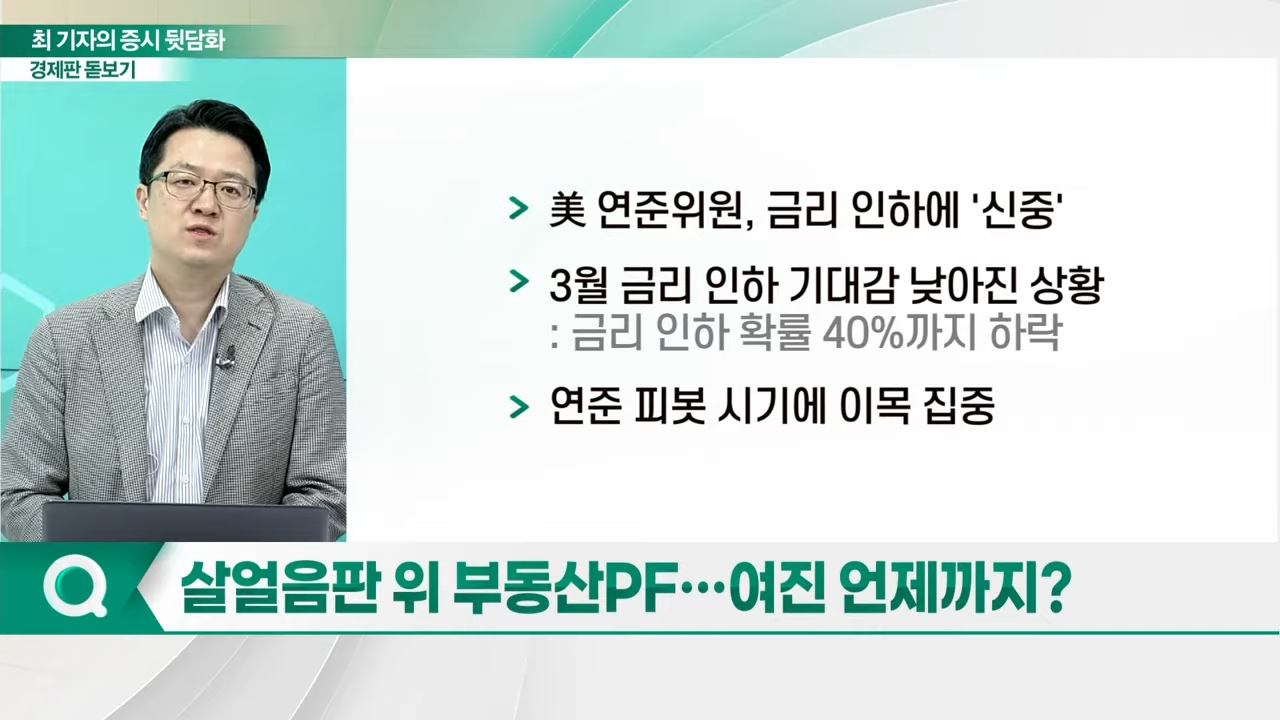 최 기자의 증시 뒷담화
경제판 돋보기
> 美 연준위원, 금리 인하에 '신중'
> 3월 금리 인하 기대감 낮아진 상황
: 금리 인하 확률 40%까지 하락
> 연준 피봇 시기에 이목 집중
살얼음판 위 부동산PF…여진 언제까지?